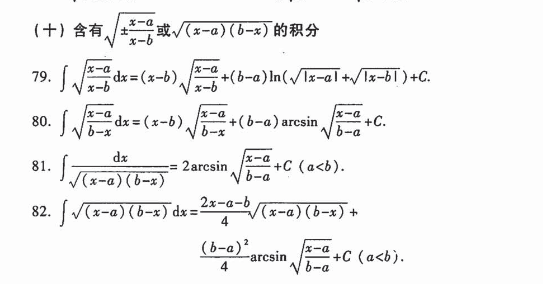 (十) 含有√(±(x-a)/(x-b))或√((x-a)(b-x))的积分
79. ∫√((x-a)/(x-b))dx=(x-b)√((x-a)/(x-b))+(b-a)ln(√|x-a|+√|x-b|)+C.
80. ∫√((x-a)/(b-x))dx=(x-b)√((x-a)/(b-x))+(b-a)arcsin√((x-a)/(b-a))+C.
81. ∫dx/√((x-a)(b-x))=2arcsin√((x-a)/(b-a))+C (a<b).
82. ∫√((x-a)(b-x))dx=(2x-a-b)/4√((x-a)(b-x))+
(b-a)²/4 arcsin√((x-a)/(b-a))+C (a<b).